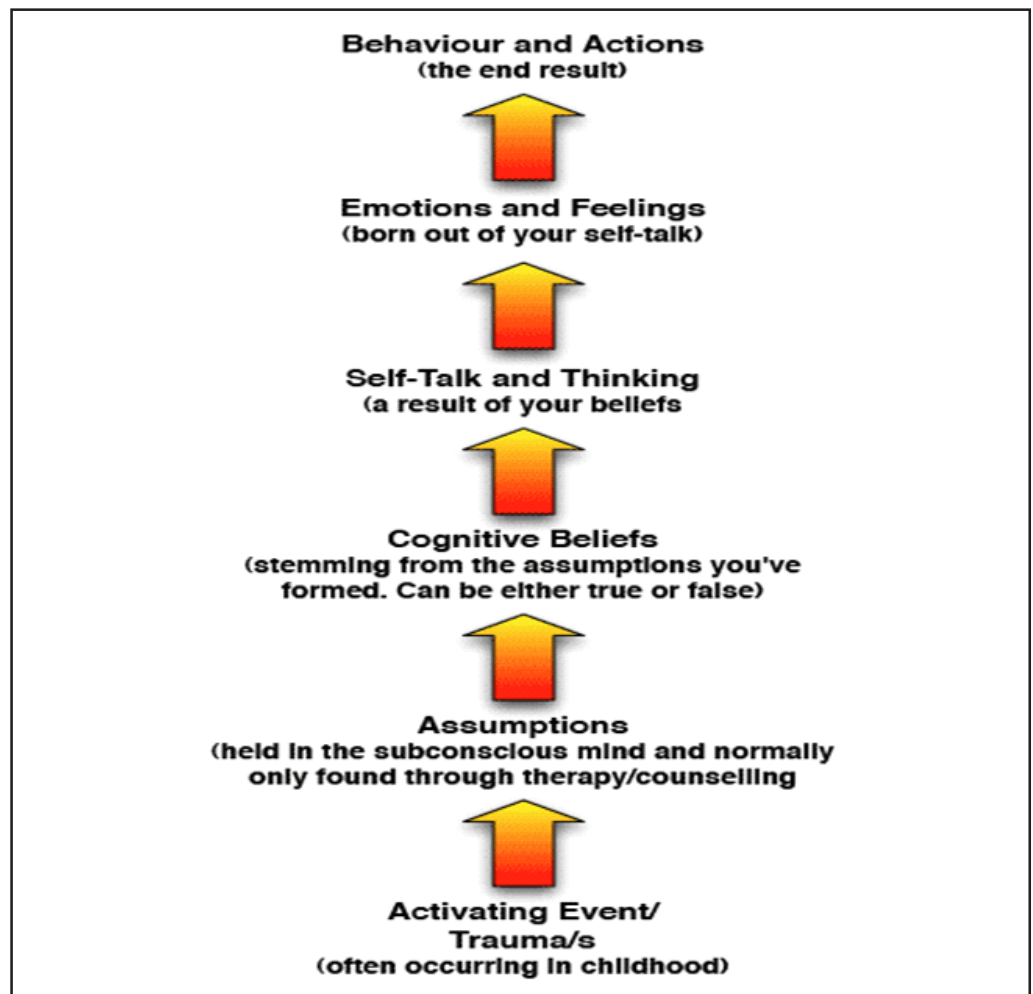 Behaviour and Actions
(the end result)
Emotions and Feelings
(born out of your self-talk)
Self-Talk and Thinking
(a result of your beliefs
Cognitive Beliefs
(stemming from the assumptions you've
formed. Can be either true or false)
Assumptions
(held in the subconscious mind and normally
only found through therapy/counselling
Activating Event/
Trauma/s
(often occurring in childhood)